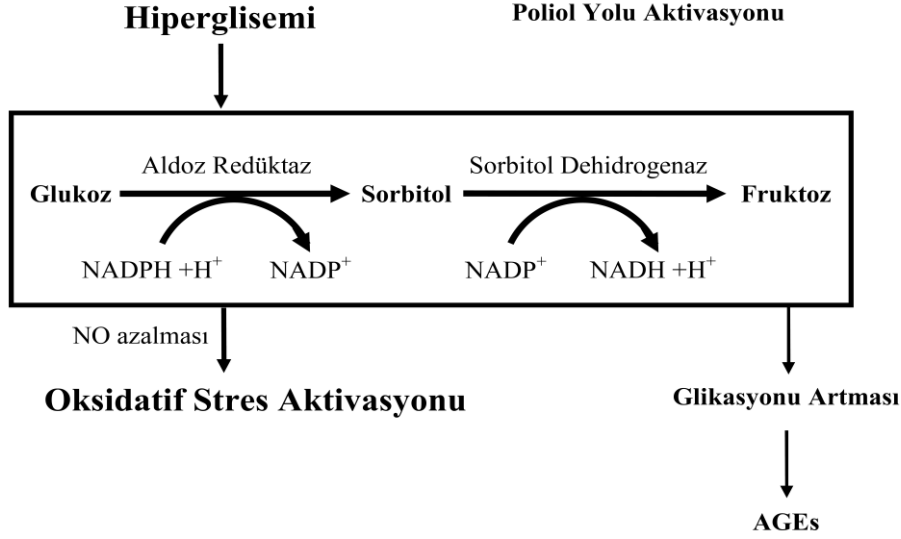 Hiperglisemi
Poliol Yolu Aktivasyonu
Aldoz Redüktaz
Sorbitol Dehidrogenaz
Glukoz
Sorbitol
Fruktoz
NADPH +H⁺
NADP⁺
NADP⁺
NADH +H⁺
NO azalması
Oksidatif Stres Aktivasyonu
Glikasyonu Artması
AGEs